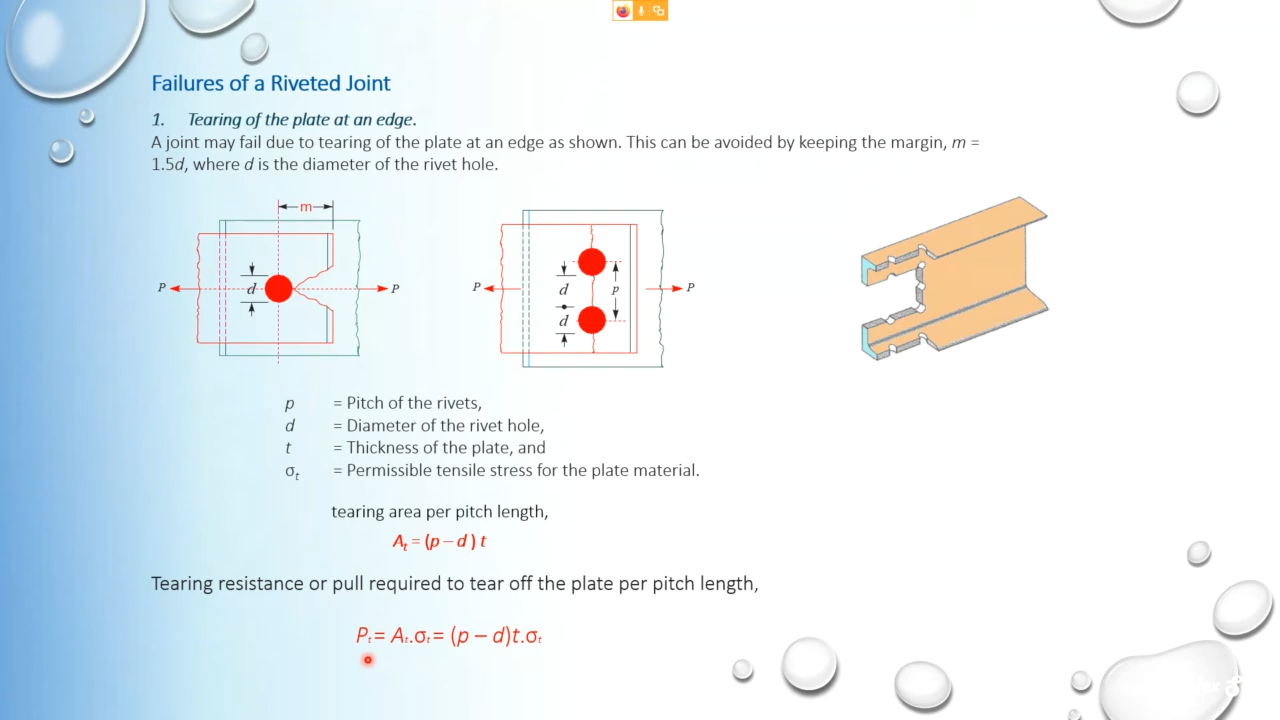 Failures of a Riveted Joint
1. Tearing of the plate at an edge.
A joint may fail due to tearing of the plate at an edge as shown. This can be avoided by keeping the margin, m =
1.5d, where d is the diameter of the rivet hole.
m
P d P
P d p P
d
p = Pitch of the rivets,
d = Diameter of the rivet hole,
t = Thickness of the plate, and
σt = Permissible tensile stress for the plate material.
tearing area per pitch length,
At = (p – d ) t
Tearing resistance or pull required to tear off the plate per pitch length,
Pt = At.σt = (p – d)t.σt